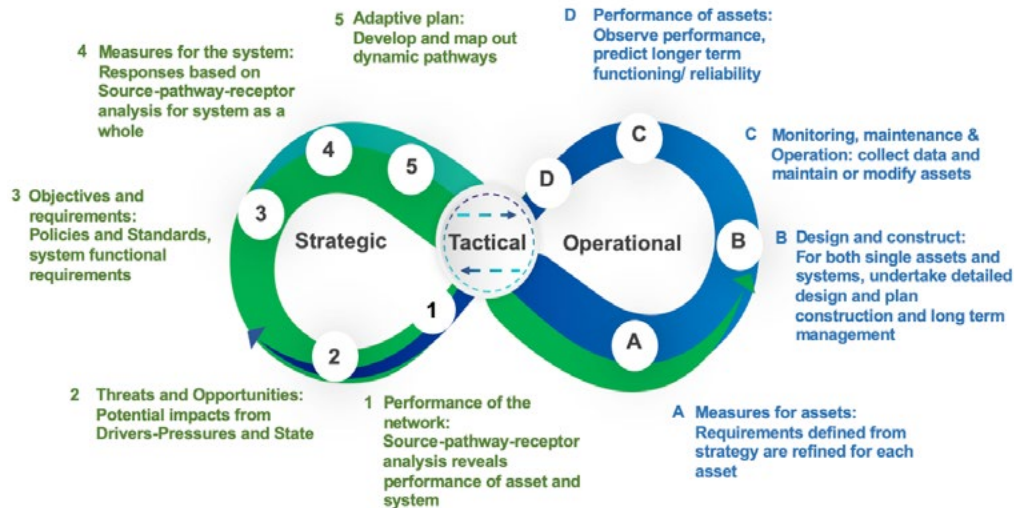 5 Adaptive plan:
Develop and map out
dynamic pathways
D Performance of assets:
Observe performance,
predict longer term
functioning/ reliability
4 Measures for the system:
Responses based on
Source-pathway-receptor
analysis for system as a
whole
C Monitoring, maintenance &
Operation: collect data and
maintain or modify assets
3 Objectives and
requirements:
Policies and Standards,
system functional
requirements
4
5
3
Strategic
2
1
Tactical
D
C
Operational
B
A
B Design and construct:
For both single assets and
systems, undertake detailed
design and plan
construction and long term
management
2 Threats and Opportunities:
Potential impacts from
Drivers-Pressures and State
1 Performance of the
network:
Source-pathway-receptor
analysis reveals
performance of asset and
system
A Measures for assets:
Requirements defined from
strategy are refined for each
asset